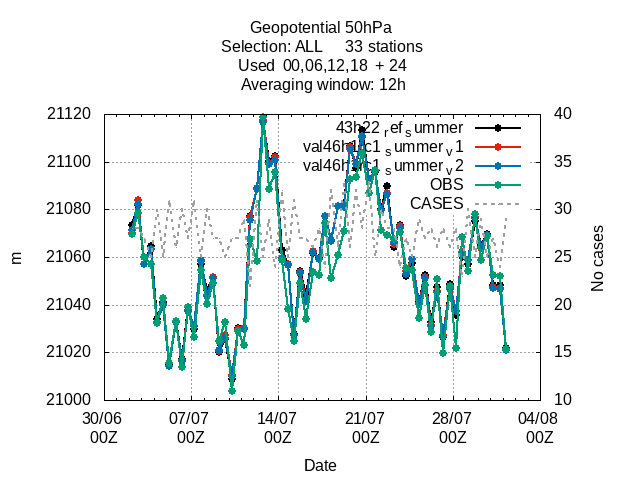 Geopotential 50hPa
Selection: ALL 33 stations
Used 00,06,12,18 + 24
Averaging window: 12h
21120
21100
21080
21060
21040
21020
21000
m
40
35
30
25
20
15
10
No cases
43h22_ref_summer
val46h1rc1_summer_v1
val46h1rc1_summer_v2
OBS
CASES
30/06 00Z
07/07 00Z
14/07 00Z
21/07 00Z
28/07 00Z
04/08 00Z
Date